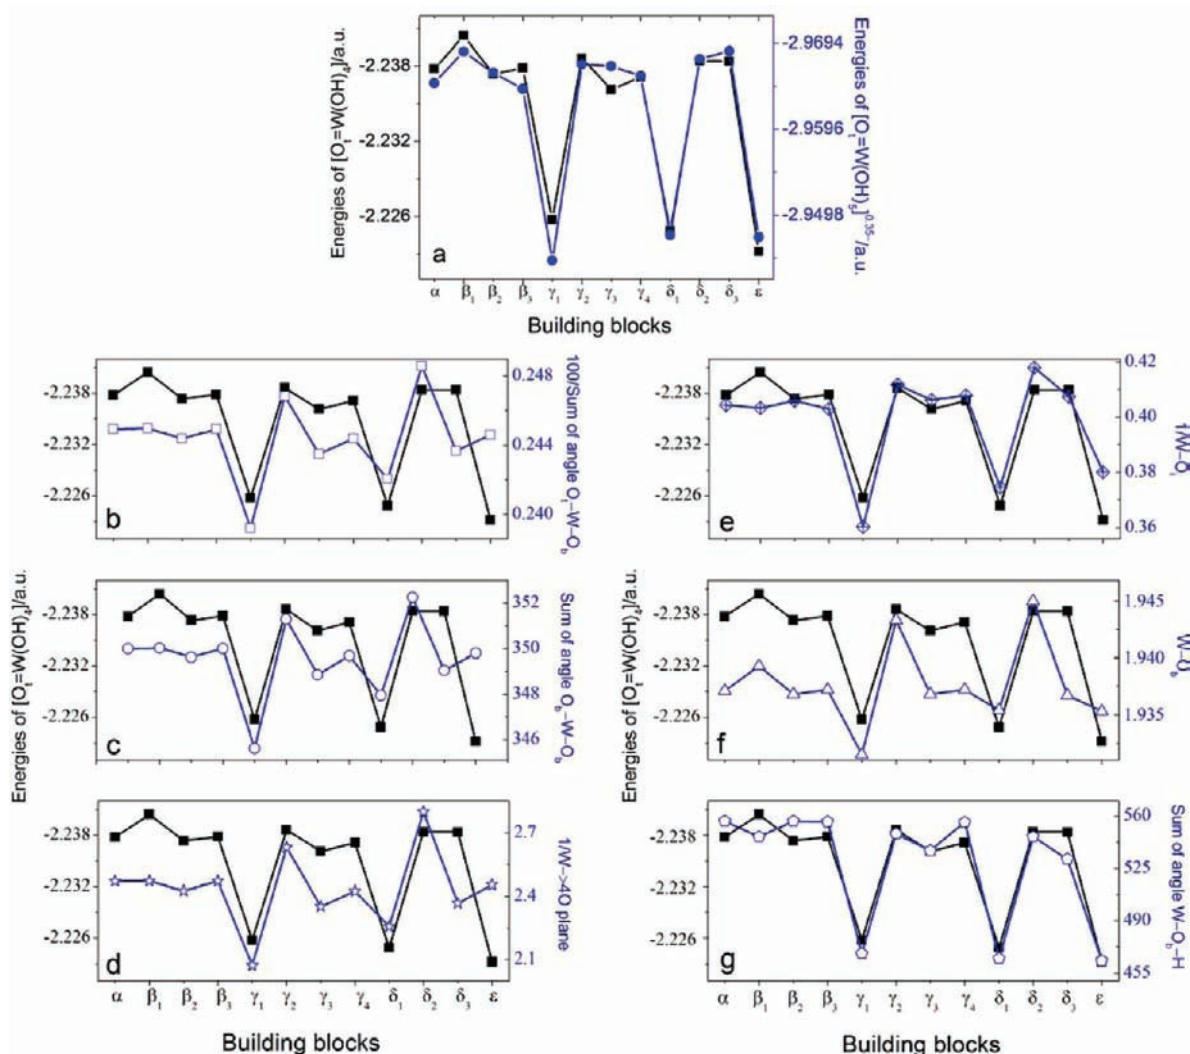 Energies of [Oₜ=W(OH)₄]/a.u.
-2.238
-2.232
-2.226
-2.9694
-2.9596
-2.9498
Energies of [Oₜ=W(OH)₅]⁰·³⁵⁻/a.u.
a
α β₁ β₂ β₃ γ₁ γ₂ γ₃ γ₄ δ₁ δ₂ δ₃ ε
Building blocks
Energies of [Oₜ=W(OH)₄]/a.u.
-2.238
-2.232
-2.226
b
0.248
0.244
0.240
100/Sum of angle Oₜ–W–O_b
-2.238
-2.232
-2.226
c
352
350
348
346
Sum of angle O_b–W–O_b
-2.238
-2.232
-2.226
d
2.7
2.4
2.1
1/W->4O plane
α β₁ β₂ β₃ γ₁ γ₂ γ₃ γ₄ δ₁ δ₂ δ₃ ε
Building blocks
Energies of [Oₜ=W(OH)₄]/a.u.
-2.238
-2.232
-2.226
e
0.42
0.40
0.38
0.36
-2.238
-2.232
-2.226
f
1.945
1.940
1.935
W–O_b
-2.238
-2.232
-2.226
g
560
525
490
455
Sum of angle W–O_b–H
α β₁ β₂ β₃ γ₁ γ₂ γ₃ γ₄ δ₁ δ₂ δ₃ ε
Building blocks